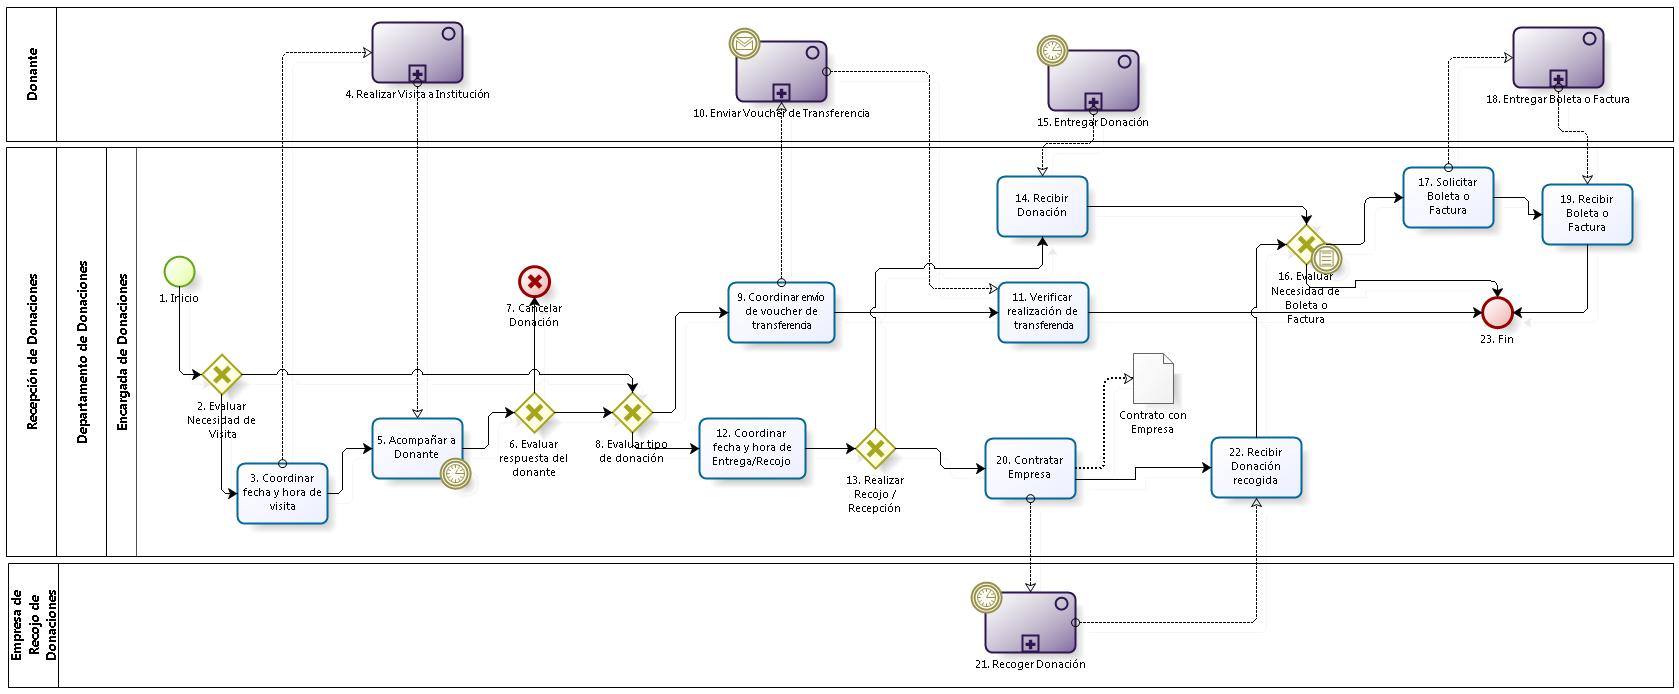 Donante
4. Realizar Visita a Institución
10. Enviar Voucher de Transferencia
15. Entregar Donación
18. Entregar Boleta o Factura
Recepción de Donaciones
Departamento de Donaciones
Encargada de Donaciones
1. Inicio
2. Evaluar
Necesidad de
Visita
3. Coordinar
fecha y hora de
visita
5. Acompañar a
Donante
6. Evaluar
respuesta del
donante
7. Cancelar
Donación
8. Evaluar tipo
de donación
9. Coordinar envío
de voucher de
transferencia
11. Verificar
realización de
transferencia
12. Coordinar
fecha y hora de
Entrega/Recojo
13. Realizar
Recojo /
Recepción
14. Recibir
Donación
16. Evaluar
Necesidad de
Boleta o
Factura
17. Solicitar
Boleta o
Factura
19. Recibir
Boleta o
Factura
20. Contratar
Empresa
Contrato con
Empresa
22. Recibir
Donación
recogida
23. Fin
Empresa de
Recojo de
Donaciones
21. Recoger Donación